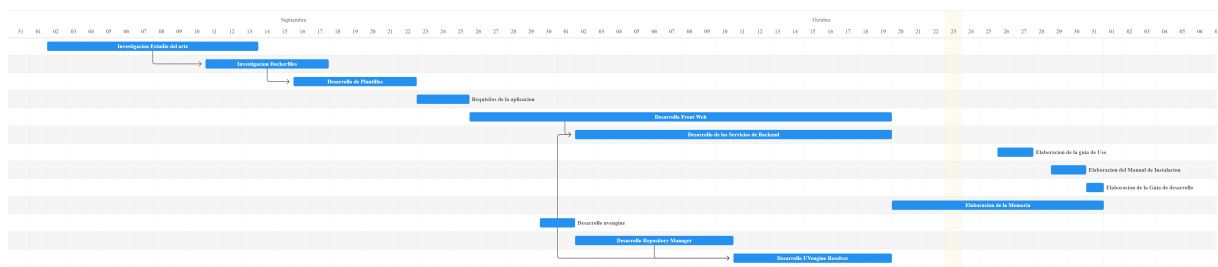 Septiembre Octubre
31 01 02 03 04 05 06 07 08 09 10 11 12 13 14 15 16 17 18 19 20 21 22 23 24 25 26 27 28 29 30 01 02 03 04 05 06 07 08 09 10 11 12 13 14 15 16 17 18 19 20 21 22 23 24 25 26 27 28 29 30 31 01 02 03 04 05 06
Investigacion Estudio del arte
Investigacion Dockerfiles
Desarrollo de Plantillas
Requisitos de la aplicacion
Desarrollo Front Web
Desarrollo de los Servicios de Backend
Elaboracion de la guia de Uso
Elaboracion del Manual de Instalacion
Elaboracion de la Guia de desarrollo
Elaboracion de la Memoria
Desarrollo uvengine
Desarrollo Repository Manager
Desarrollo UVengine Resolver